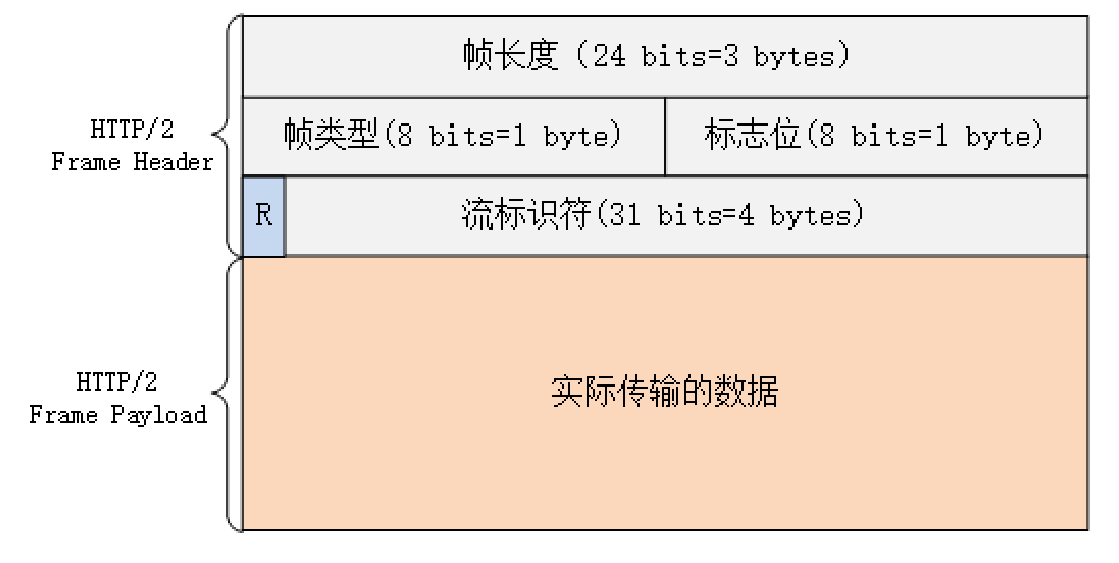 帧长度（24 bits=3 bytes）
HTTP/2
Frame Header
帧类型(8 bits=1 byte)
标志位(8 bits=1 byte)
R
流标识符(31 bits=4 bytes)
HTTP/2
Frame Payload
实际传输的数据